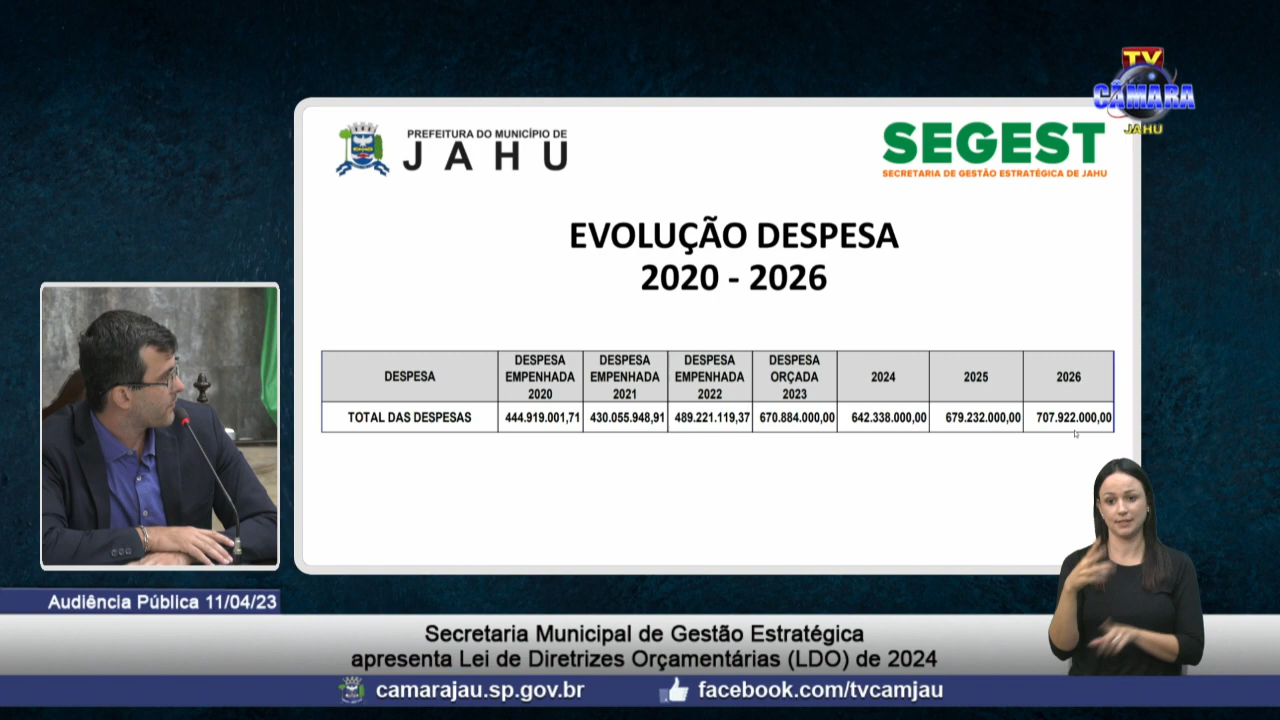 TV
CÂMARA
JAHU
PREFEITURA DO MUNICÍPIO DE
JAHU
SEGEST
SECRETARIA DE GESTÃO ESTRATÉGICA DE JAHU
EVOLUÇÃO DESPESA
2020 - 2026
DESPESA DESPESA EMPENHADA 2020 DESPESA EMPENHADA 2021 DESPESA EMPENHADA 2022 DESPESA ORÇADA 2023 2024 2025 2026
TOTAL DAS DESPESAS 444.919.001,71 430.055.948,91 489.221.119,37 670.884.000,00 642.338.000,00 679.232.000,00 707.922.000,00
Audiência Pública 11/04/23
Secretaria Municipal de Gestão Estratégica
apresenta Lei de Diretrizes Orçamentárias (LDO) de 2024
camarajau.sp.gov.br facebook.com/tvcamjau